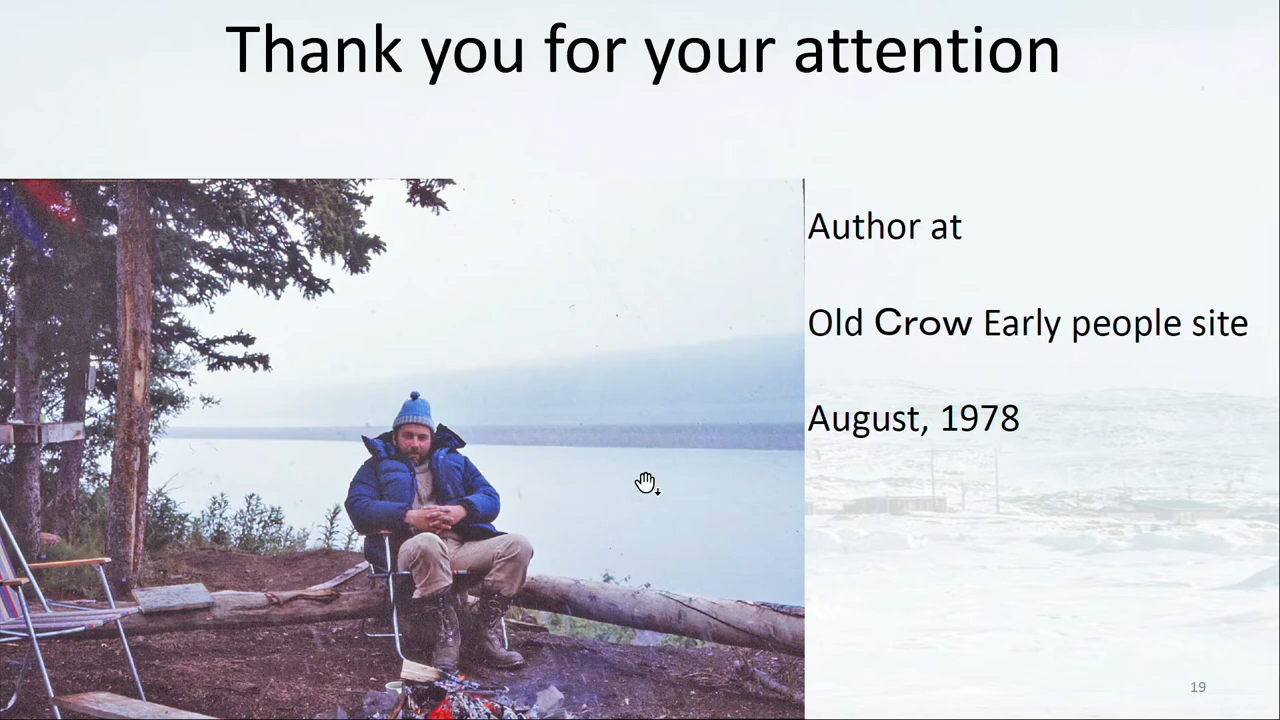 Thank you for your attention
Author at
Old Crow Early people site
August, 1978
19